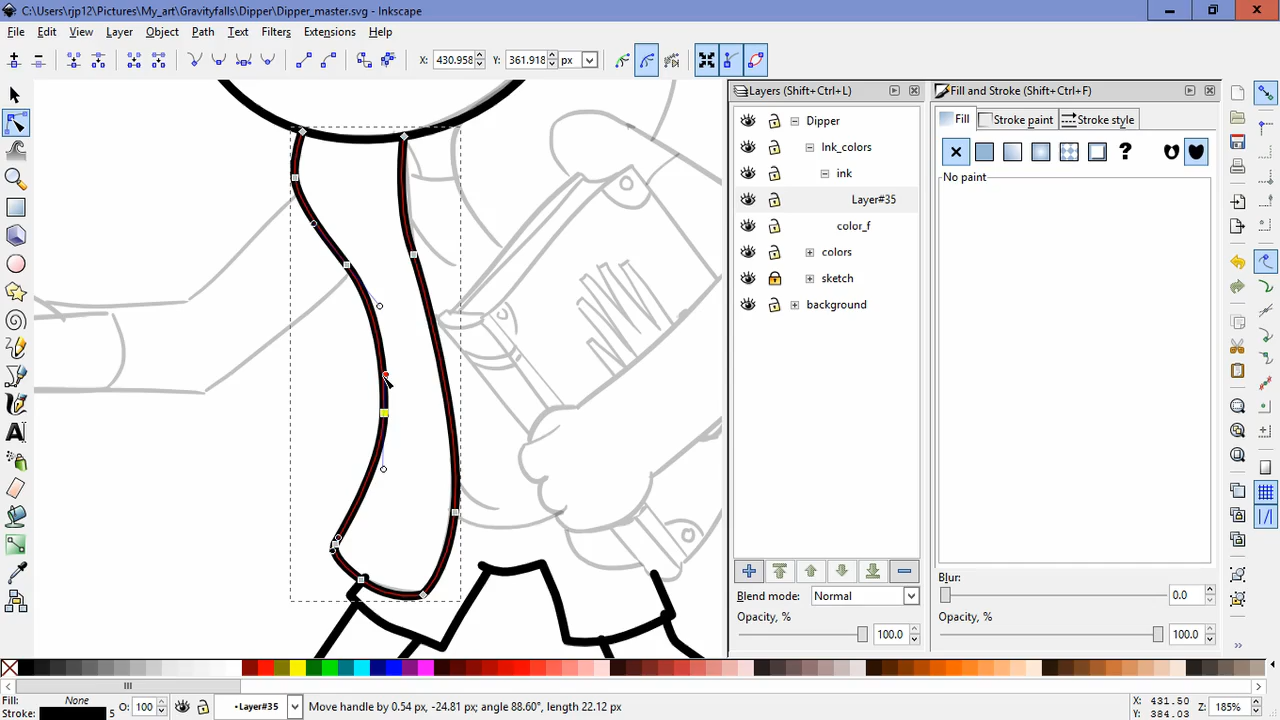 C:\Users\rjp12\Pictures\My_art\Gravityfalls\Dipper\Dipper_master.svg - Inkscape
File Edit View Layer Object Path Text Filters Extensions Help
X: 430.958 Y: 361.918 px
Layers (Shift+Ctrl+L)
Fill and Stroke (Shift+Ctrl+F)
Dipper
Ink_colors
ink
Layer#35
color_f
colors
sketch
background
Fill Stroke paint Stroke style
?
No paint
Blend mode: Normal
Opacity, %
100.0
Blur:
0.0
Opacity, %
100.0
Fill: None
Stroke: 5
O: 100
•Layer#35
Move handle by 0.54 px, -24.81 px; angle 88.60°, length 22.12 px
X: 431.50
Y: 384.03
Z: 185%